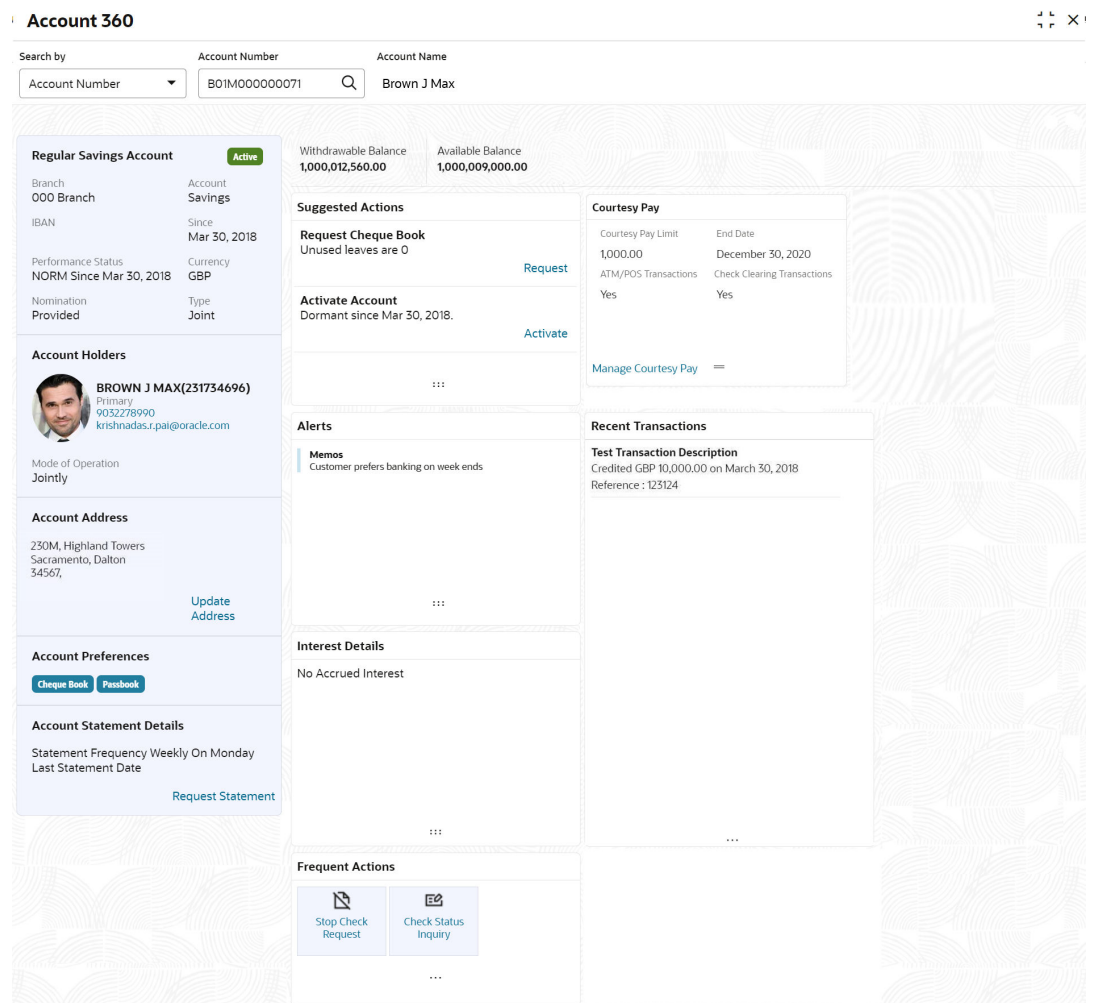 Account 360
Search by
Account Number
Account Name
Account Number
B01M000000071
Brown J Max
Regular Savings Account
Active
Branch
Account
000 Branch
Savings
IBAN
Since
Mar 30, 2018
Performance Status
Currency
NORM Since Mar 30, 2018
GBP
Nomination
Type
Provided
Joint
Account Holders
BROWN J MAX(231734696)
Primary
9032278990
krishnadas.r.pai@oracle.com
Mode of Operation
Jointly
Account Address
230M, Highland Towers
Sacramento, Dalton
34567,
Update
Address
Account Preferences
Cheque Book
Passbook
Account Statement Details
Statement Frequency Weekly On Monday
Last Statement Date
Request Statement
Withdrawable Balance
Available Balance
1,000,012,560.00
1,000,009,000.00
Suggested Actions
Request Cheque Book
Unused leaves are 0
Request
Activate Account
Dormant since Mar 30, 2018.
Activate
Courtesy Pay
Courtesy Pay Limit
End Date
1,000.00
December 30, 2020
ATM/POS Transactions
Check Clearing Transactions
Yes
Yes
Manage Courtesy Pay
Alerts
Memos
Customer prefers banking on week ends
Recent Transactions
Test Transaction Description
Credited GBP 10,000.00 on March 30, 2018
Reference : 123124
Interest Details
No Accrued Interest
Frequent Actions
Stop Check
Request
Check Status
Inquiry